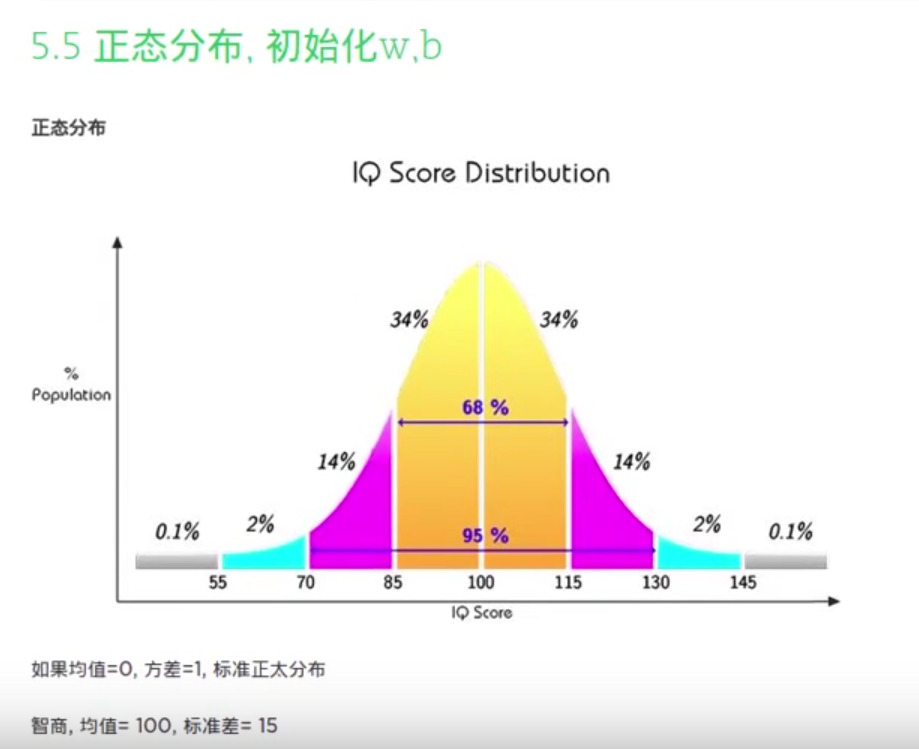 5.5 正态分布, 初始化w,b
正态分布
IQ Score Distribution
34% 34%
%
Population
68 %
14% 14%
0.1% 2% 95 % 2% 0.1%
55 70 85 100 115 130 145
IQ Score
如果均值=0, 方差=1, 标准正太分布
智商, 均值= 100, 标准差= 15